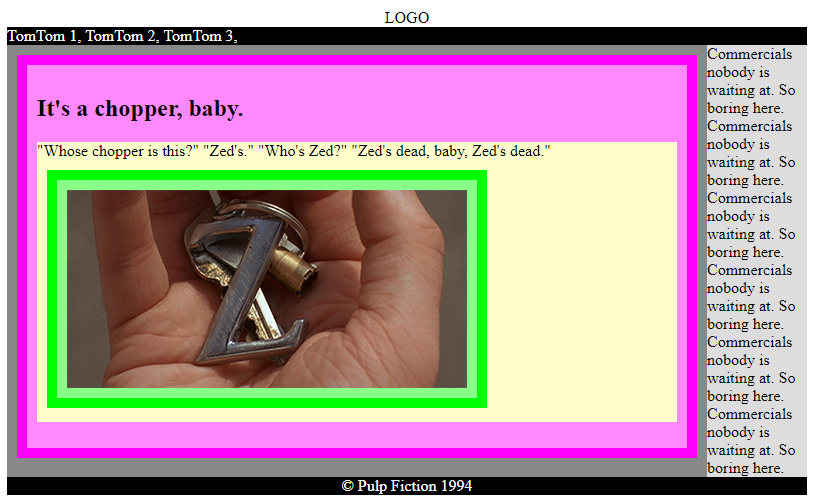 LOGO
TomTom 1, TomTom 2, TomTom 3,
It's a chopper, baby.
"Whose chopper is this?" "Zed's." "Who's Zed?" "Zed's dead, baby, Zed's dead."
Commercials
nobody is
waiting at. So
boring here.
Commercials
nobody is
waiting at. So
boring here.
Commercials
nobody is
waiting at. So
boring here.
Commercials
nobody is
waiting at. So
boring here.
Commercials
nobody is
waiting at. So
boring here.
Commercials
nobody is
waiting at. So
boring here.
© Pulp Fiction 1994